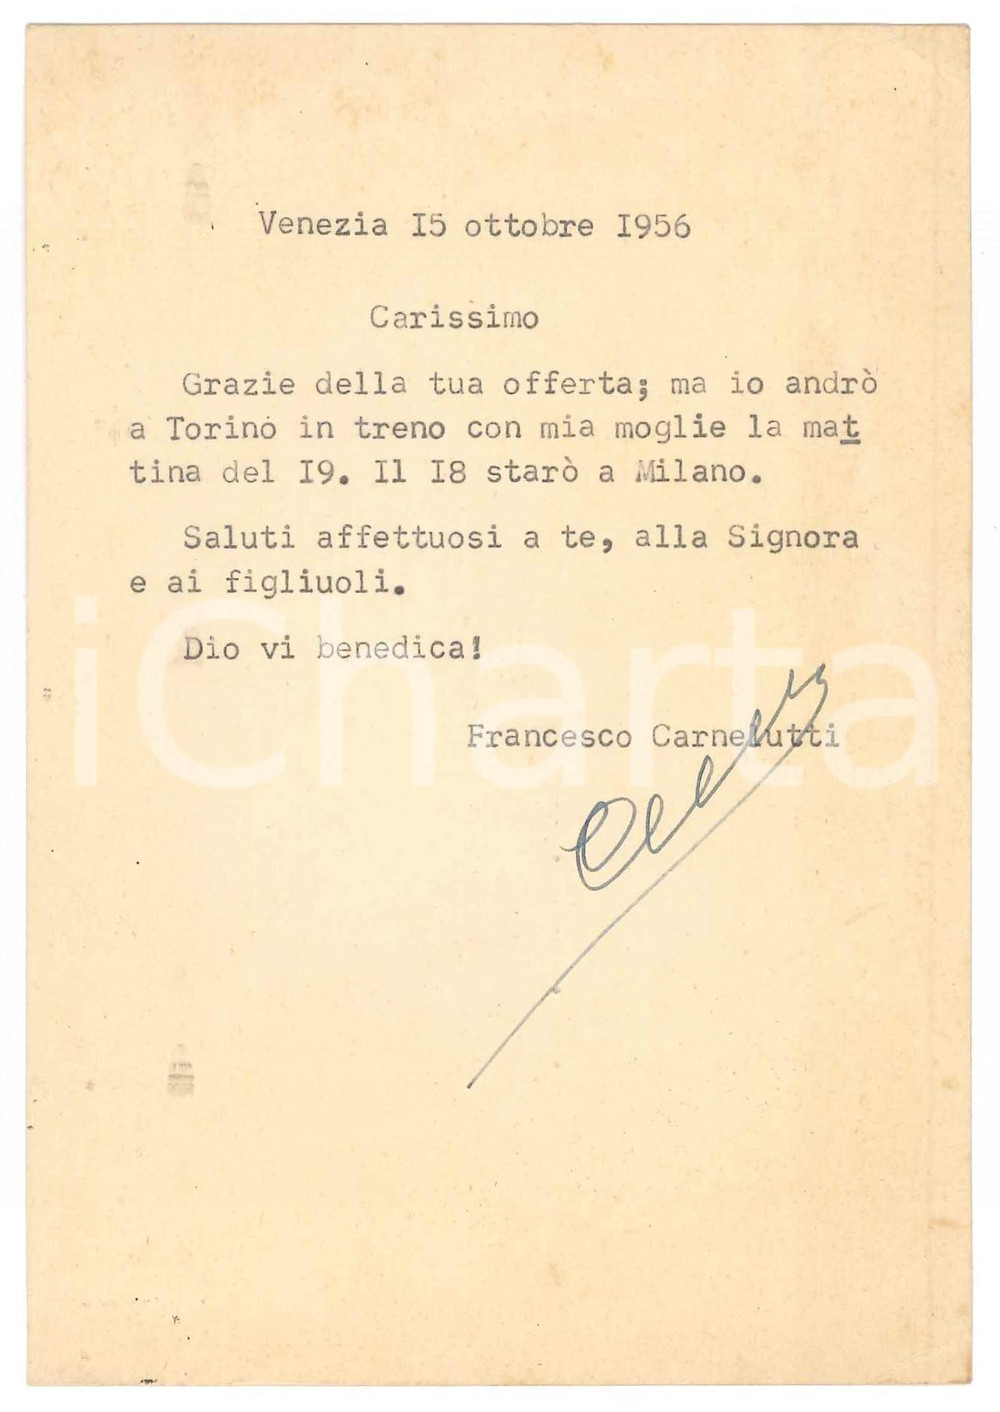 Venezia I5 ottobre I956
Carissimo
Grazie della tua offerta; ma io andrò
a Torino in treno con mia moglie la mat
tina del I9. Il I8 starò a Milano.
Saluti affettuosi a te, alla Signora
e ai figliuoli.
Dio vi benedica!
iCharta
Francesco Carnelutti